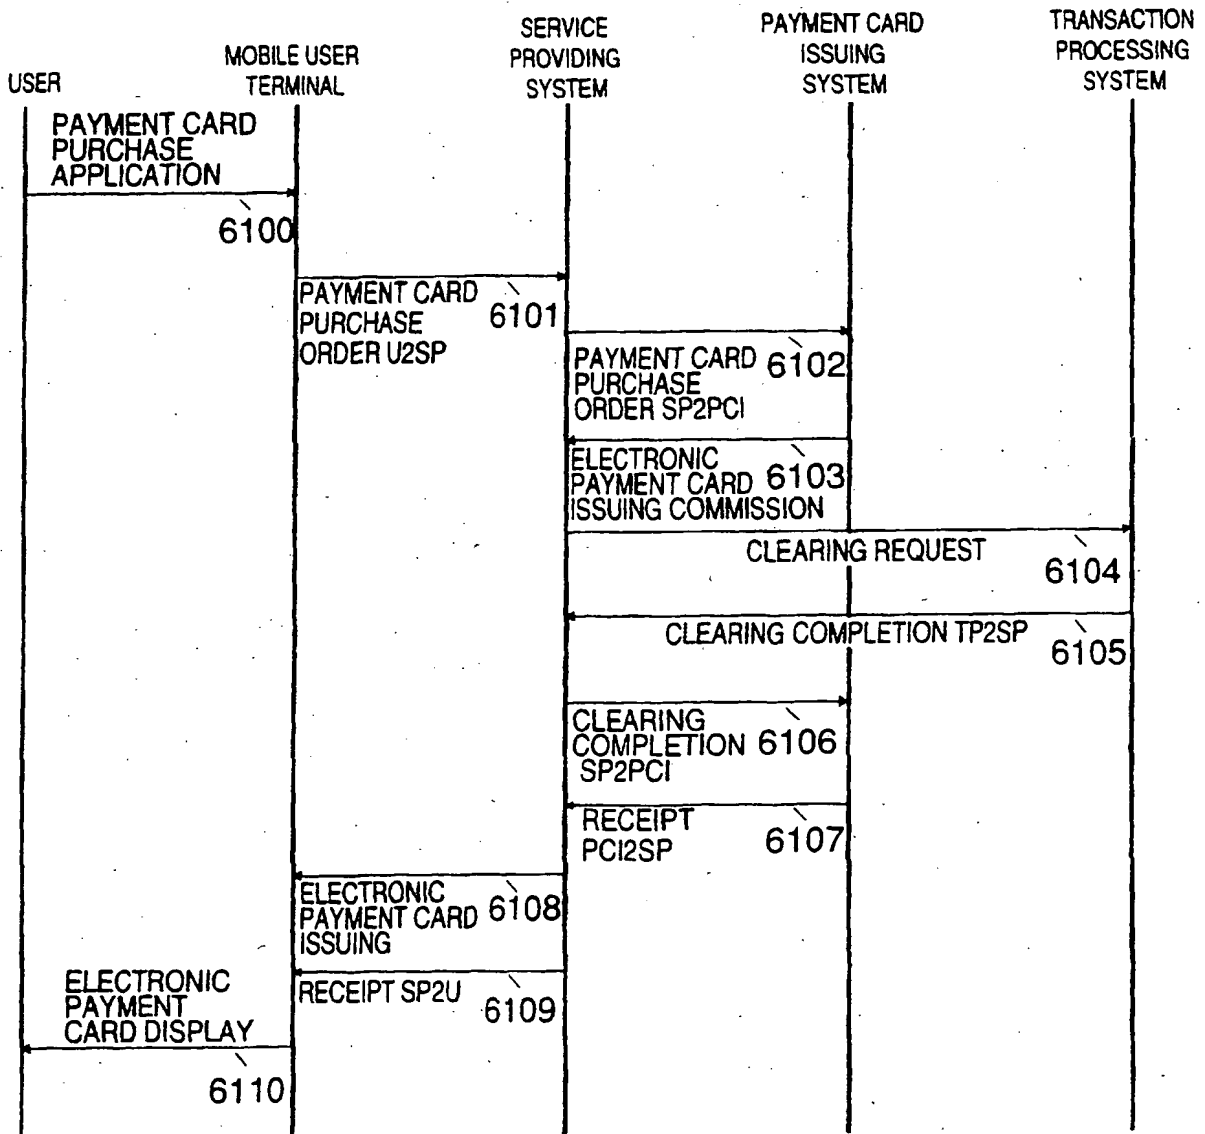 USER
MOBILE USER
TERMINAL
SERVICE
PROVIDING
SYSTEM
PAYMENT CARD
ISSUING
SYSTEM
TRANSACTION
PROCESSING
SYSTEM
PAYMENT CARD
PURCHASE
APPLICATION
6100
PAYMENT CARD
PURCHASE
ORDER U2SP
6101
PAYMENT CARD
PURCHASE
ORDER SP2PCI
6102
ELECTRONIC
PAYMENT CARD
ISSUING COMMISSION
6103
CLEARING REQUEST
6104
CLEARING COMPLETION TP2SP
6105
CLEARING
COMPLETION
SP2PCI
6106
RECEIPT
PCI2SP
6107
ELECTRONIC
PAYMENT CARD
ISSUING
6108
RECEIPT SP2U
6109
ELECTRONIC
PAYMENT
CARD DISPLAY
6110